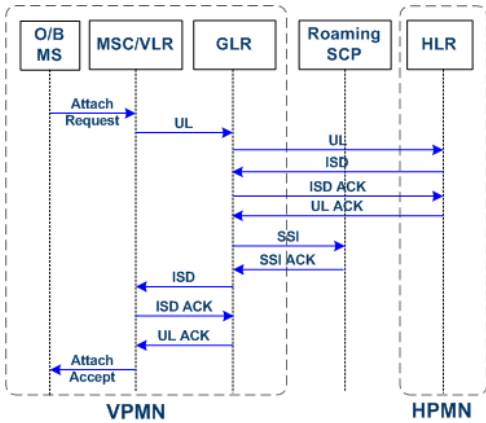 O/B
MS
MSC/VLR
GLR
Roaming
SCP
HLR
Attach
Request
UL
UL
ISD
ISD ACK
UL ACK
SSI
SSI ACK
ISD
ISD ACK
UL ACK
Attach
Accept
VPMN
HPMN